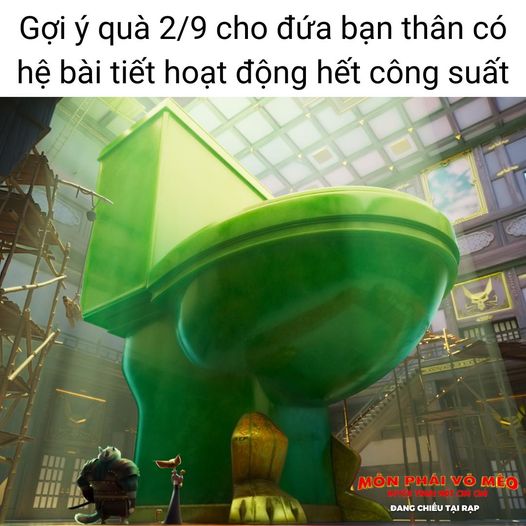 Gợi ý quà 2/9 cho đứa bạn thân có
hệ bài tiết hoạt động hết công suất
MÔN PHÁI VÕ MÈO
ĐANG CHIẾU TẠI RẠP